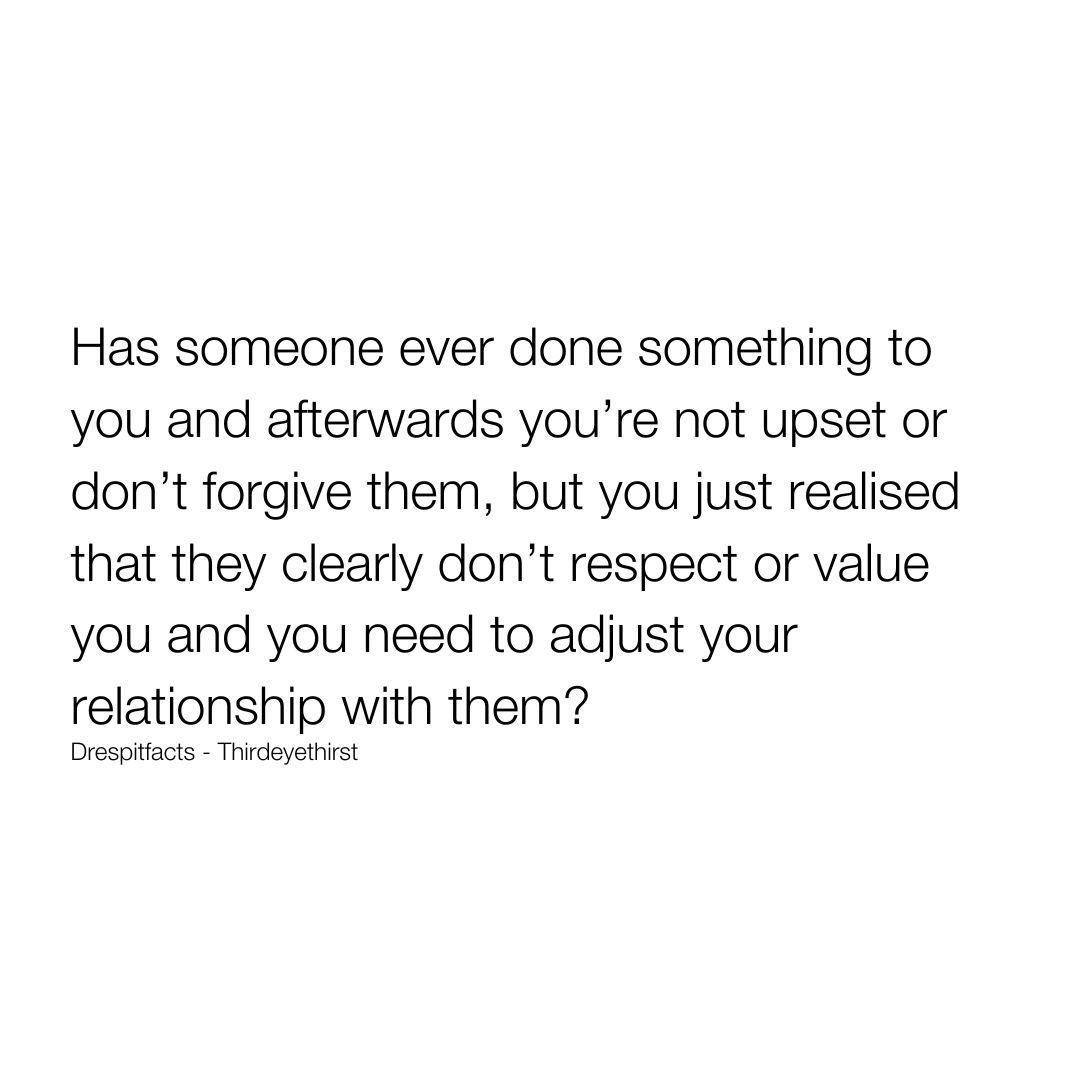 Has someone ever done something to
you and afterwards you’re not upset or
don’t forgive them, but you just realised
that they clearly don’t respect or value
you and you need to adjust your
relationship with them?
Drespitfacts - Thirdeyethirst